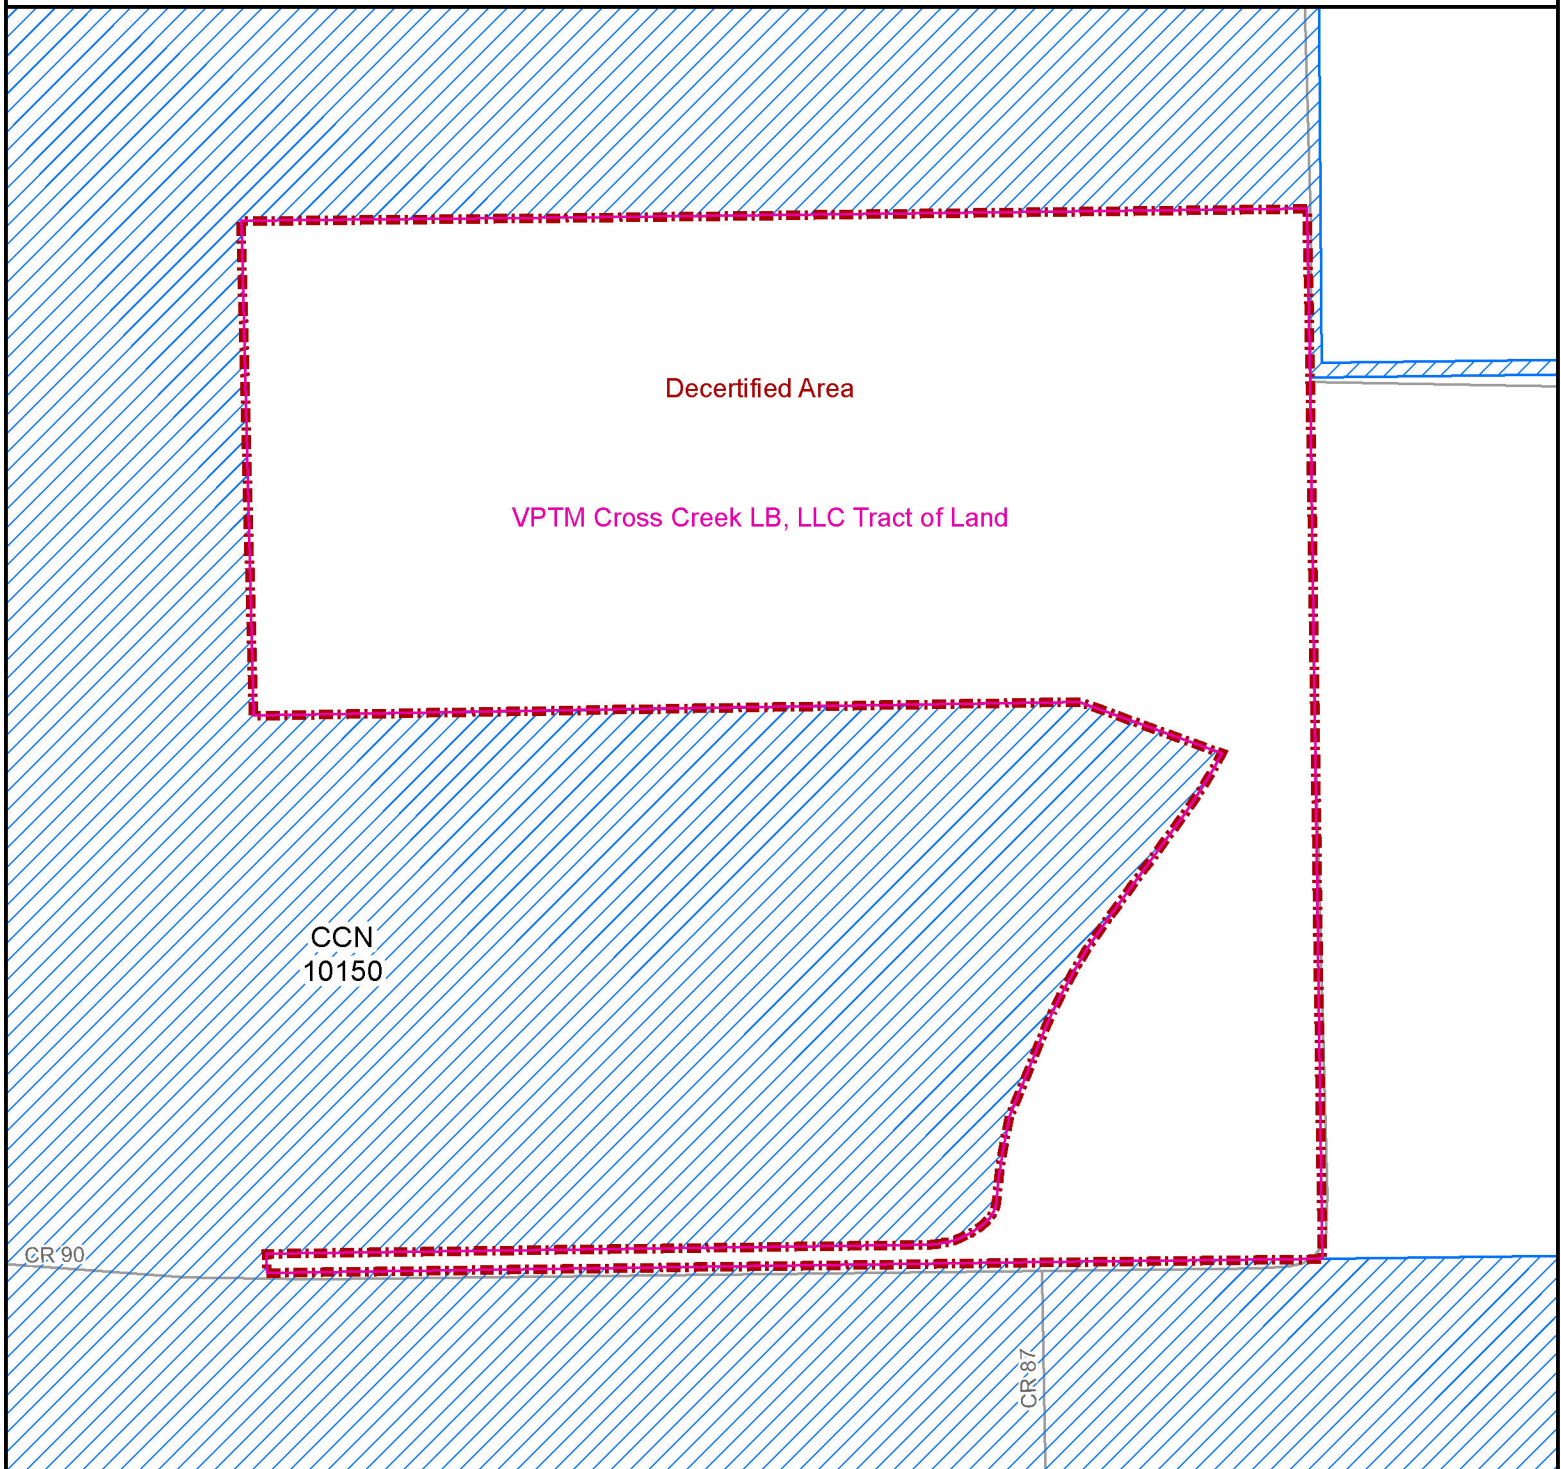 Decertified Area
VPTM Cross Creek LB, LLC Tract of Land
CCN
10150
CR 90
CR 87